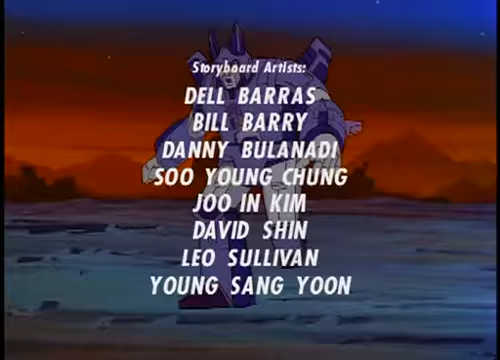 Storyboard Artists:
DELL BARRAS
BILL BARRY
DANNY BULANADI
SOO YOUNG CHUNG
JOO IN KIM
DAVID SHIN
LEO SULLIVAN
YOUNG SANG YOON